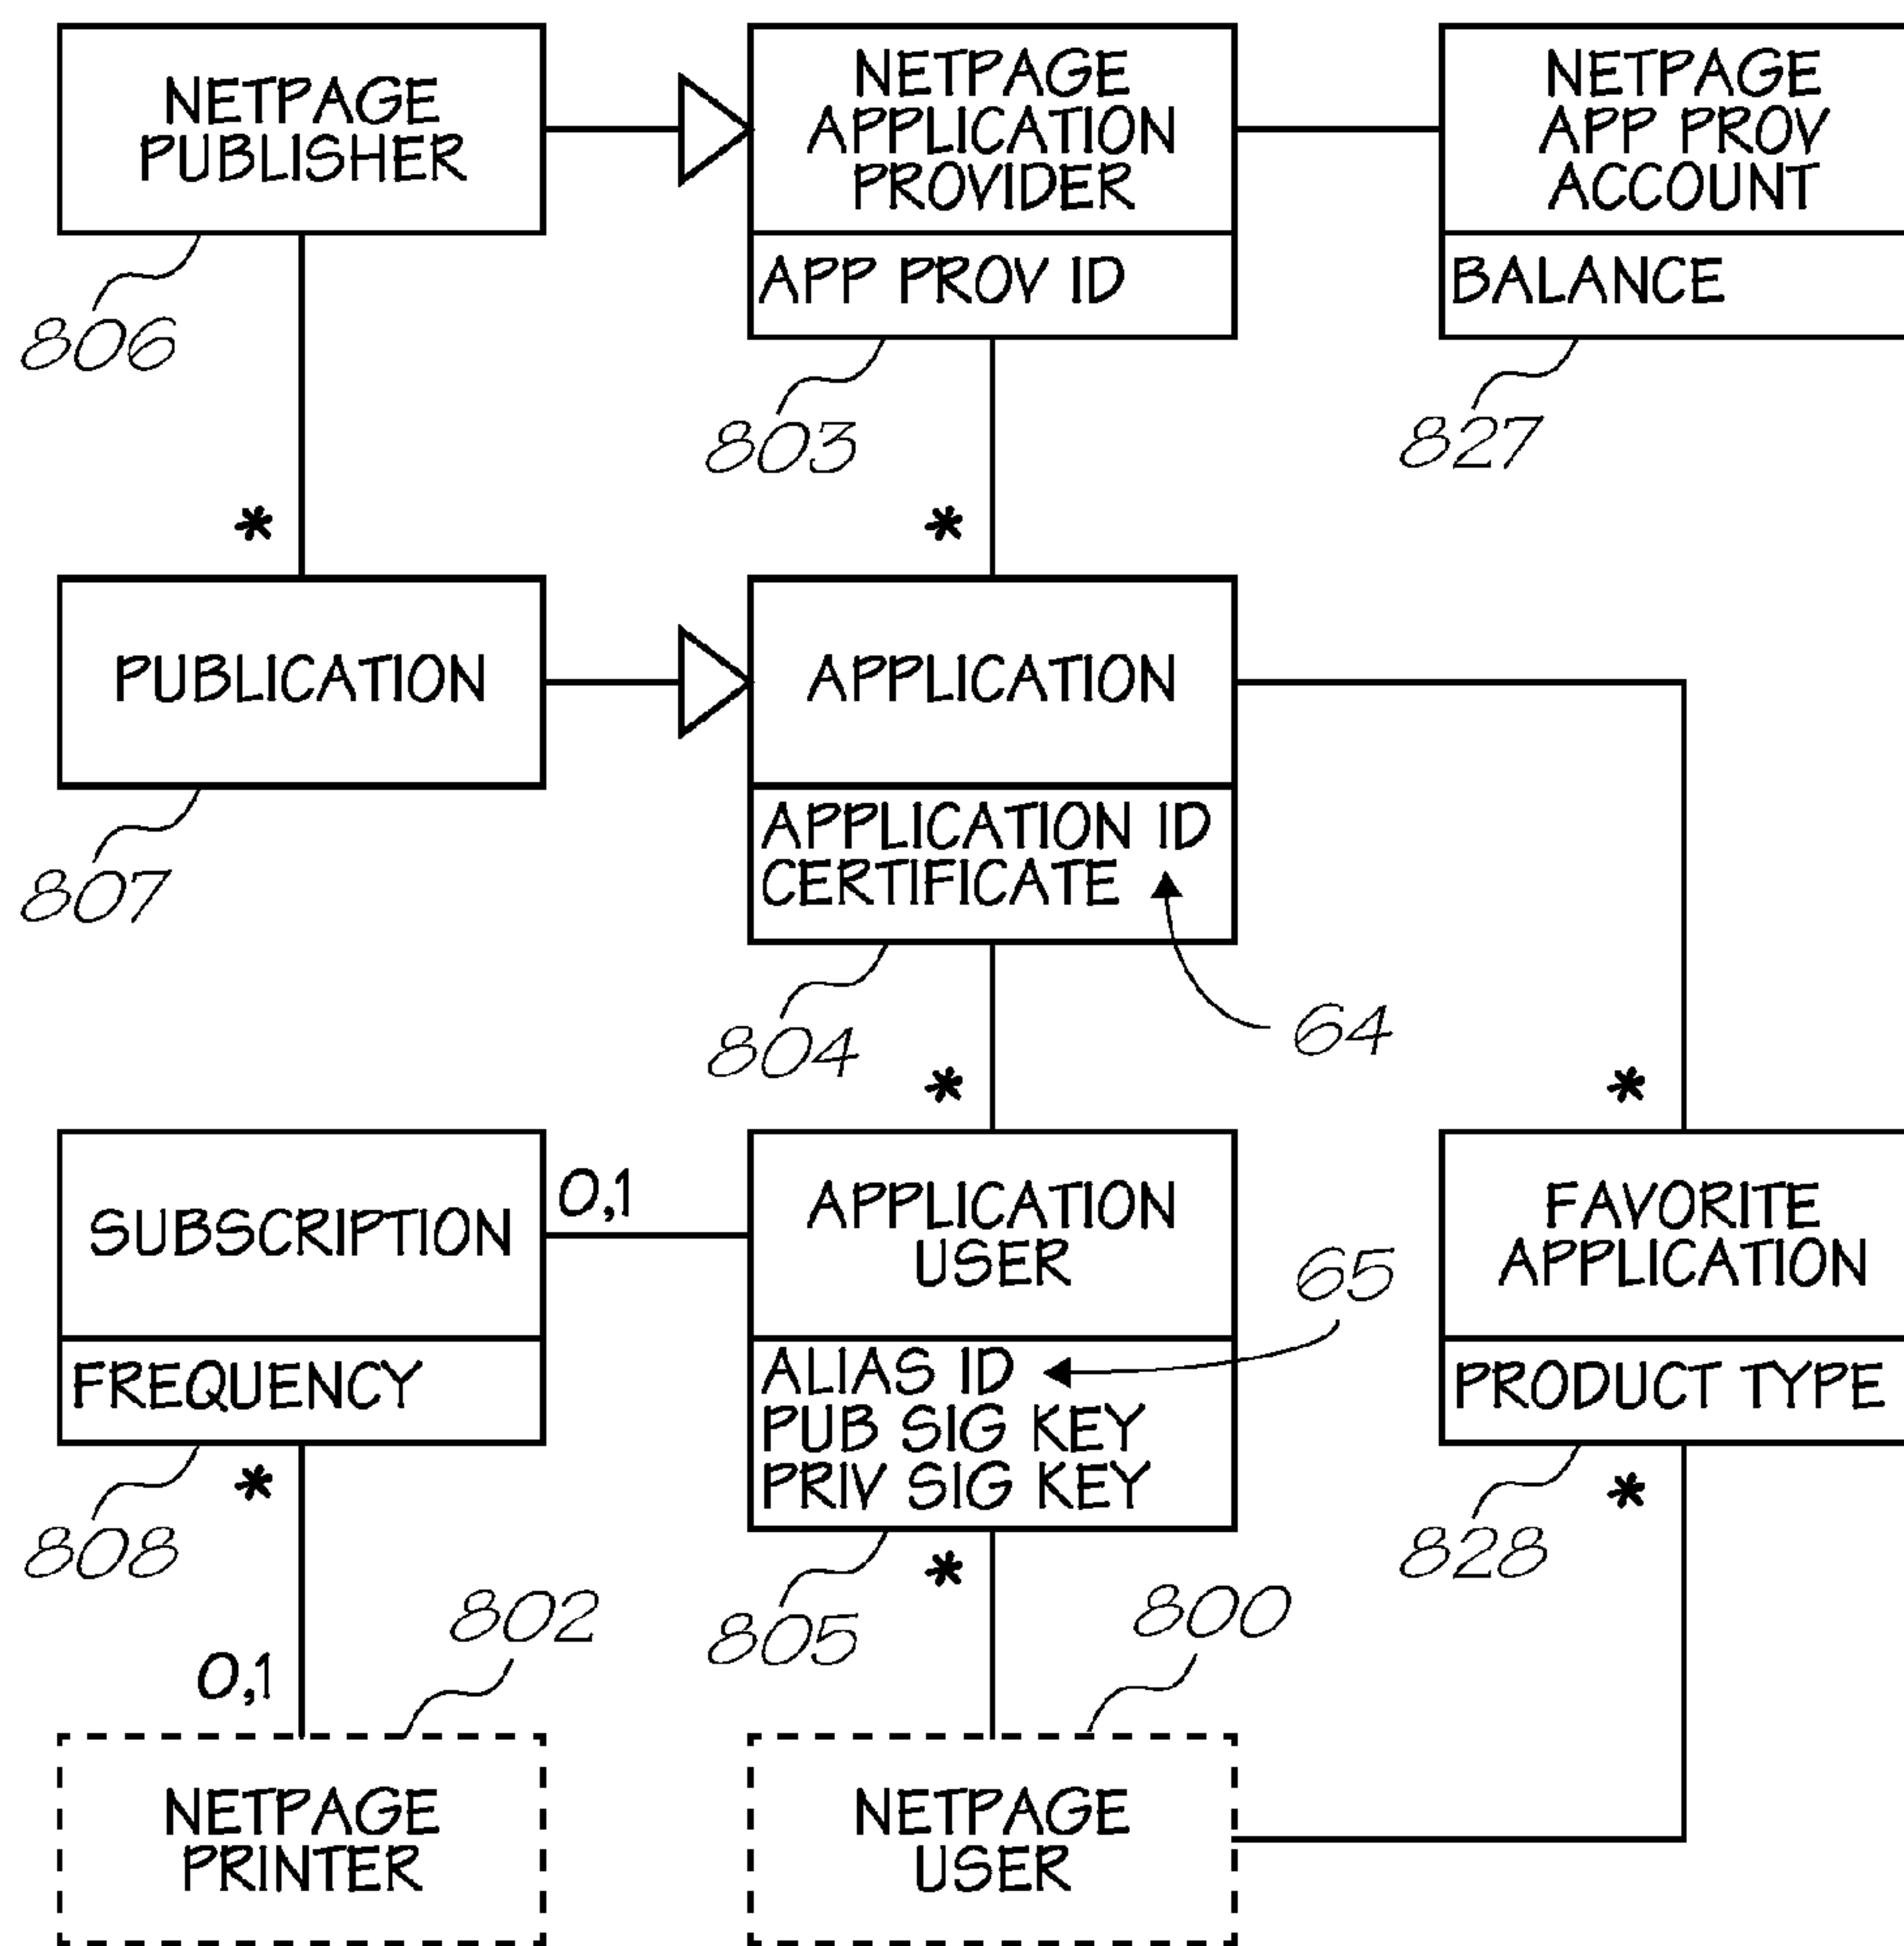 NETPAGE
PUBLISHER
NETPAGE
APPLICATION
PROVIDER
APP PROV ID
NETPAGE
APP PROV
ACCOUNT
BALANCE
806
803
827
*
*
PUBLICATION
APPLICATION
APPLICATION ID
CERTIFICATE
807
804
64
*
*
SUBSCRIPTION
FREQUENCY
0,1
APPLICATION
USER
ALIAS ID
PUB SIG KEY
PRIV SIG KEY
65
FAVORITE
APPLICATION
PRODUCT TYPE
808
*
805
*
828
*
802
800
0,1
NETPAGE
PRINTER
NETPAGE
USER